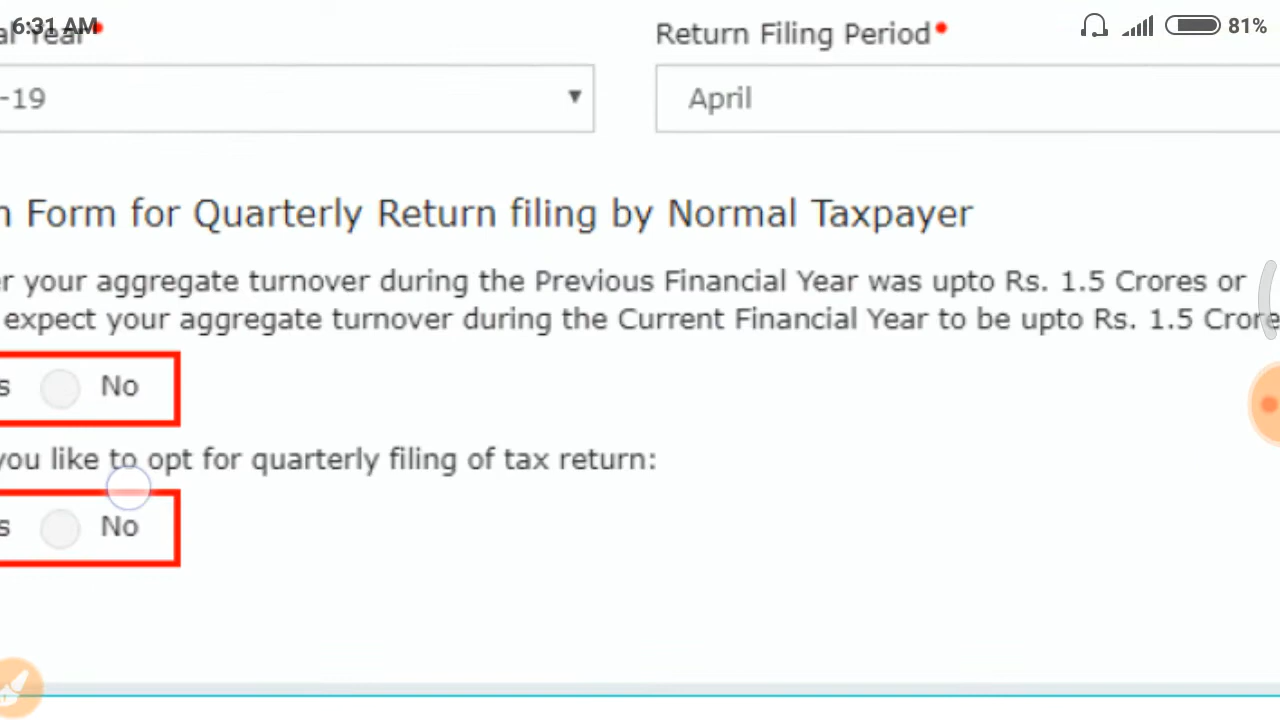 6:31 AM
81%
al Year•
Return Filing Period•
-19
April
n Form for Quarterly Return filing by Normal Taxpayer
r your aggregate turnover during the Previous Financial Year was upto Rs. 1.5 Crores or
expect your aggregate turnover during the Current Financial Year to be upto Rs. 1.5 Crore
s No
you like to opt for quarterly filing of tax return:
s No